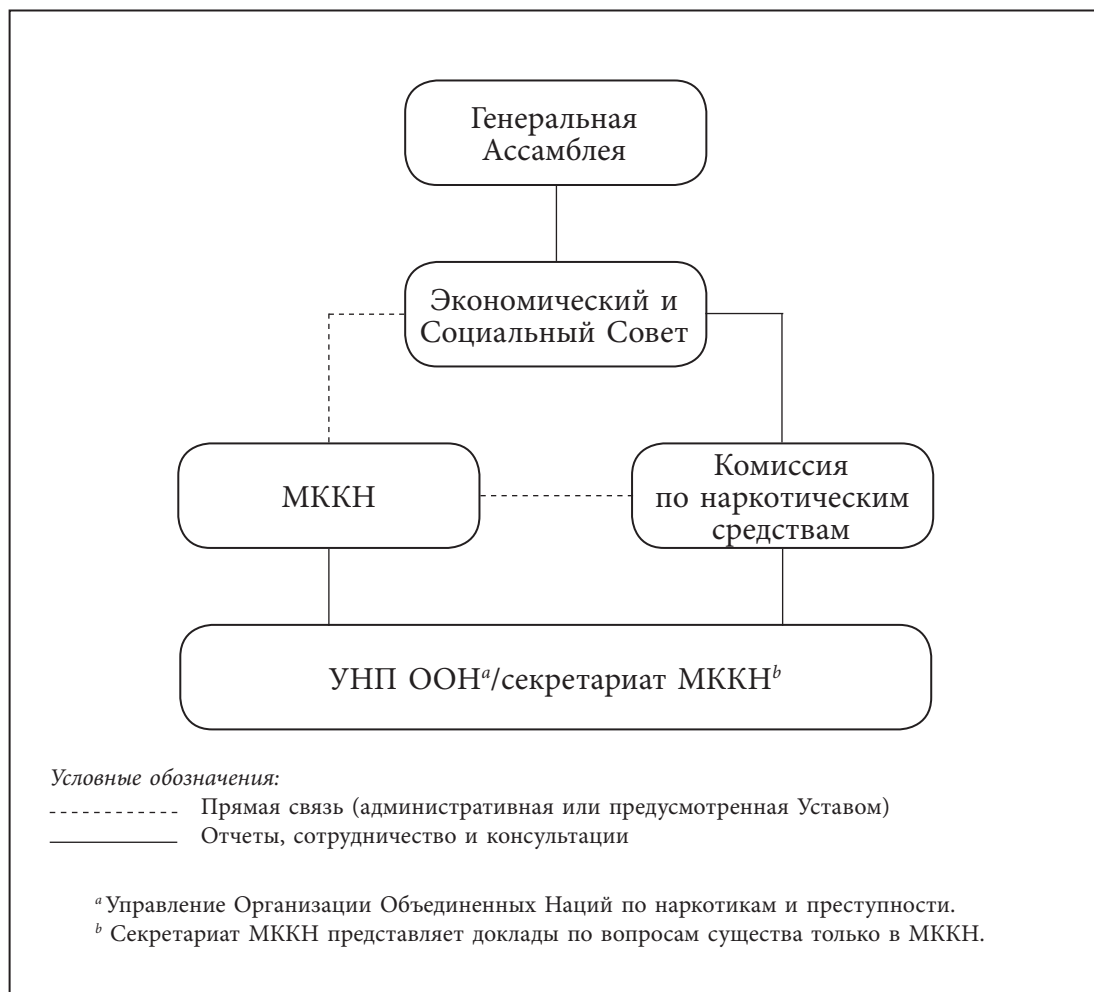 Генеральная
Ассамблея
Экономический и
Социальный Совет
МККН
Комиссия
по наркотическим
средствам
УНП ООНᵃ/секретариат МККНᵇ
Условные обозначения:
Прямая связь (административная или предусмотренная Уставом)
Отчеты, сотрудничество и консультации
ᵃ Управление Организации Объединенных Наций по наркотикам и преступности.
ᵇ Секретариат МККН представляет доклады по вопросам существа только в МККН.